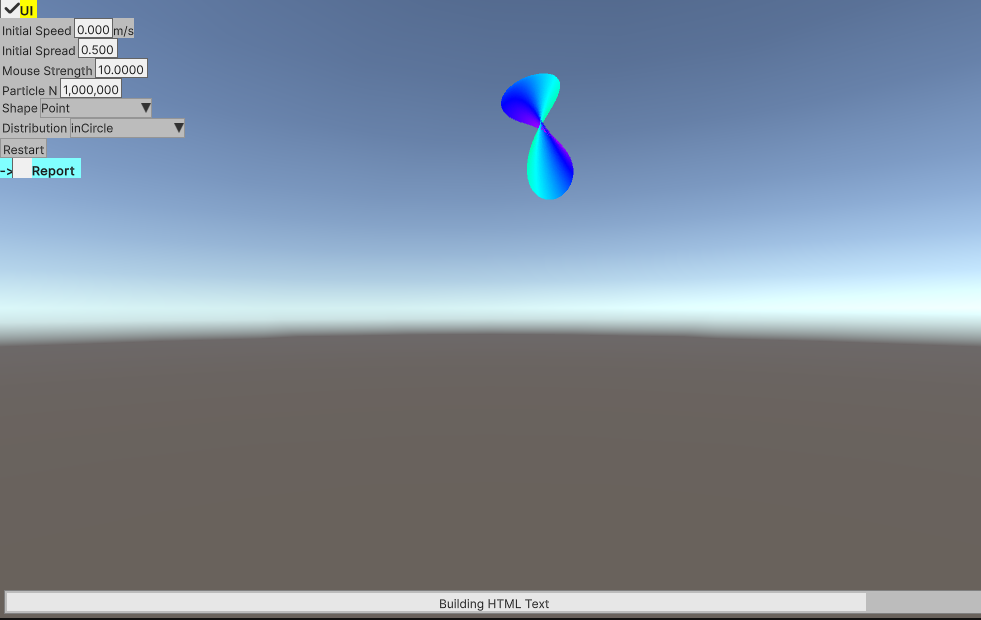 UI
Initial Speed 0.000 m/s
Initial Spread 0.500
Mouse Strength 10.0000
Particle N 1,000,000
Shape Point
Distribution inCircle
Restart
-> Report
Building HTML Text